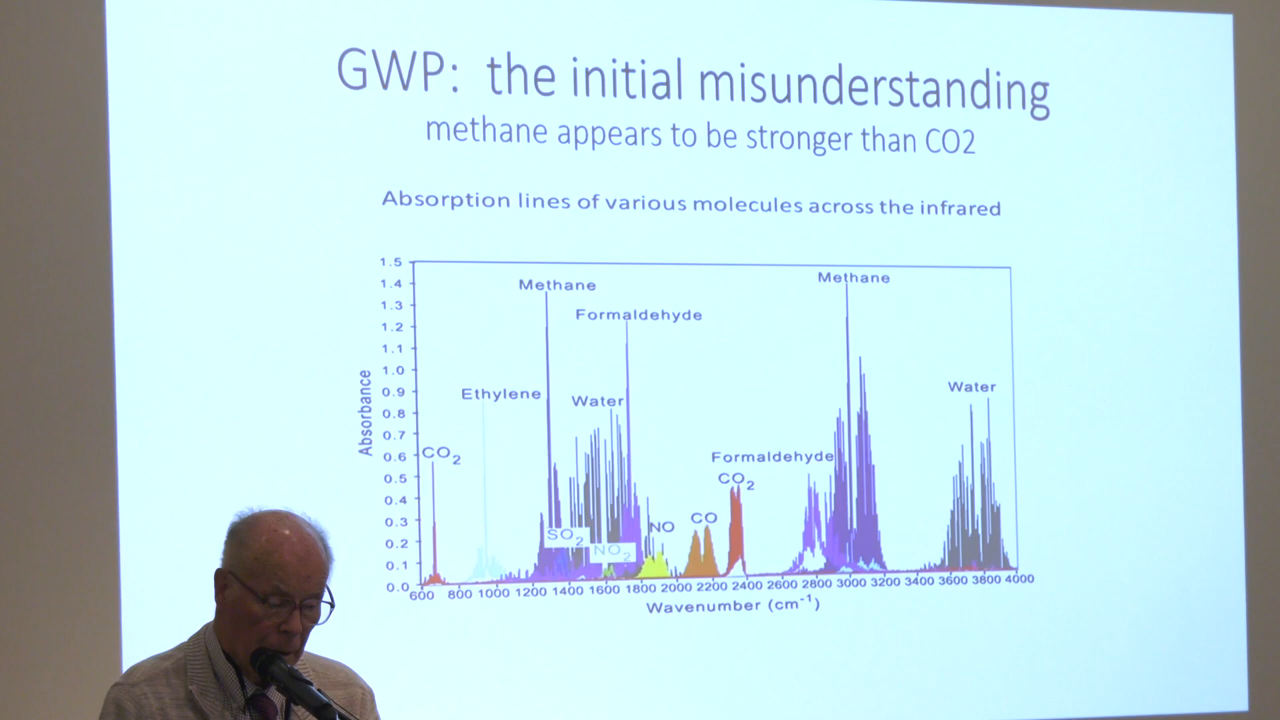 GWP: the initial misunderstanding
methane appears to be stronger than CO2
Absorption lines of various molecules across the infrared
1.5
1.4
1.3
1.2
1.1
1.0
0.9
0.8
0.7
0.6
0.5
0.4
0.3
0.2
0.1
0.0
Absorbance
Methane
Methane
Formaldehyde
Ethylene
Water
Water
CO2
Formaldehyde
CO2
SO2
NO2
NO
CO
600 800 1000 1200 1400 1600 1800 2000 2200 2400 2600 2800 3000 3200 3400 3600 3800 4000
Wavenumber (cm-1)